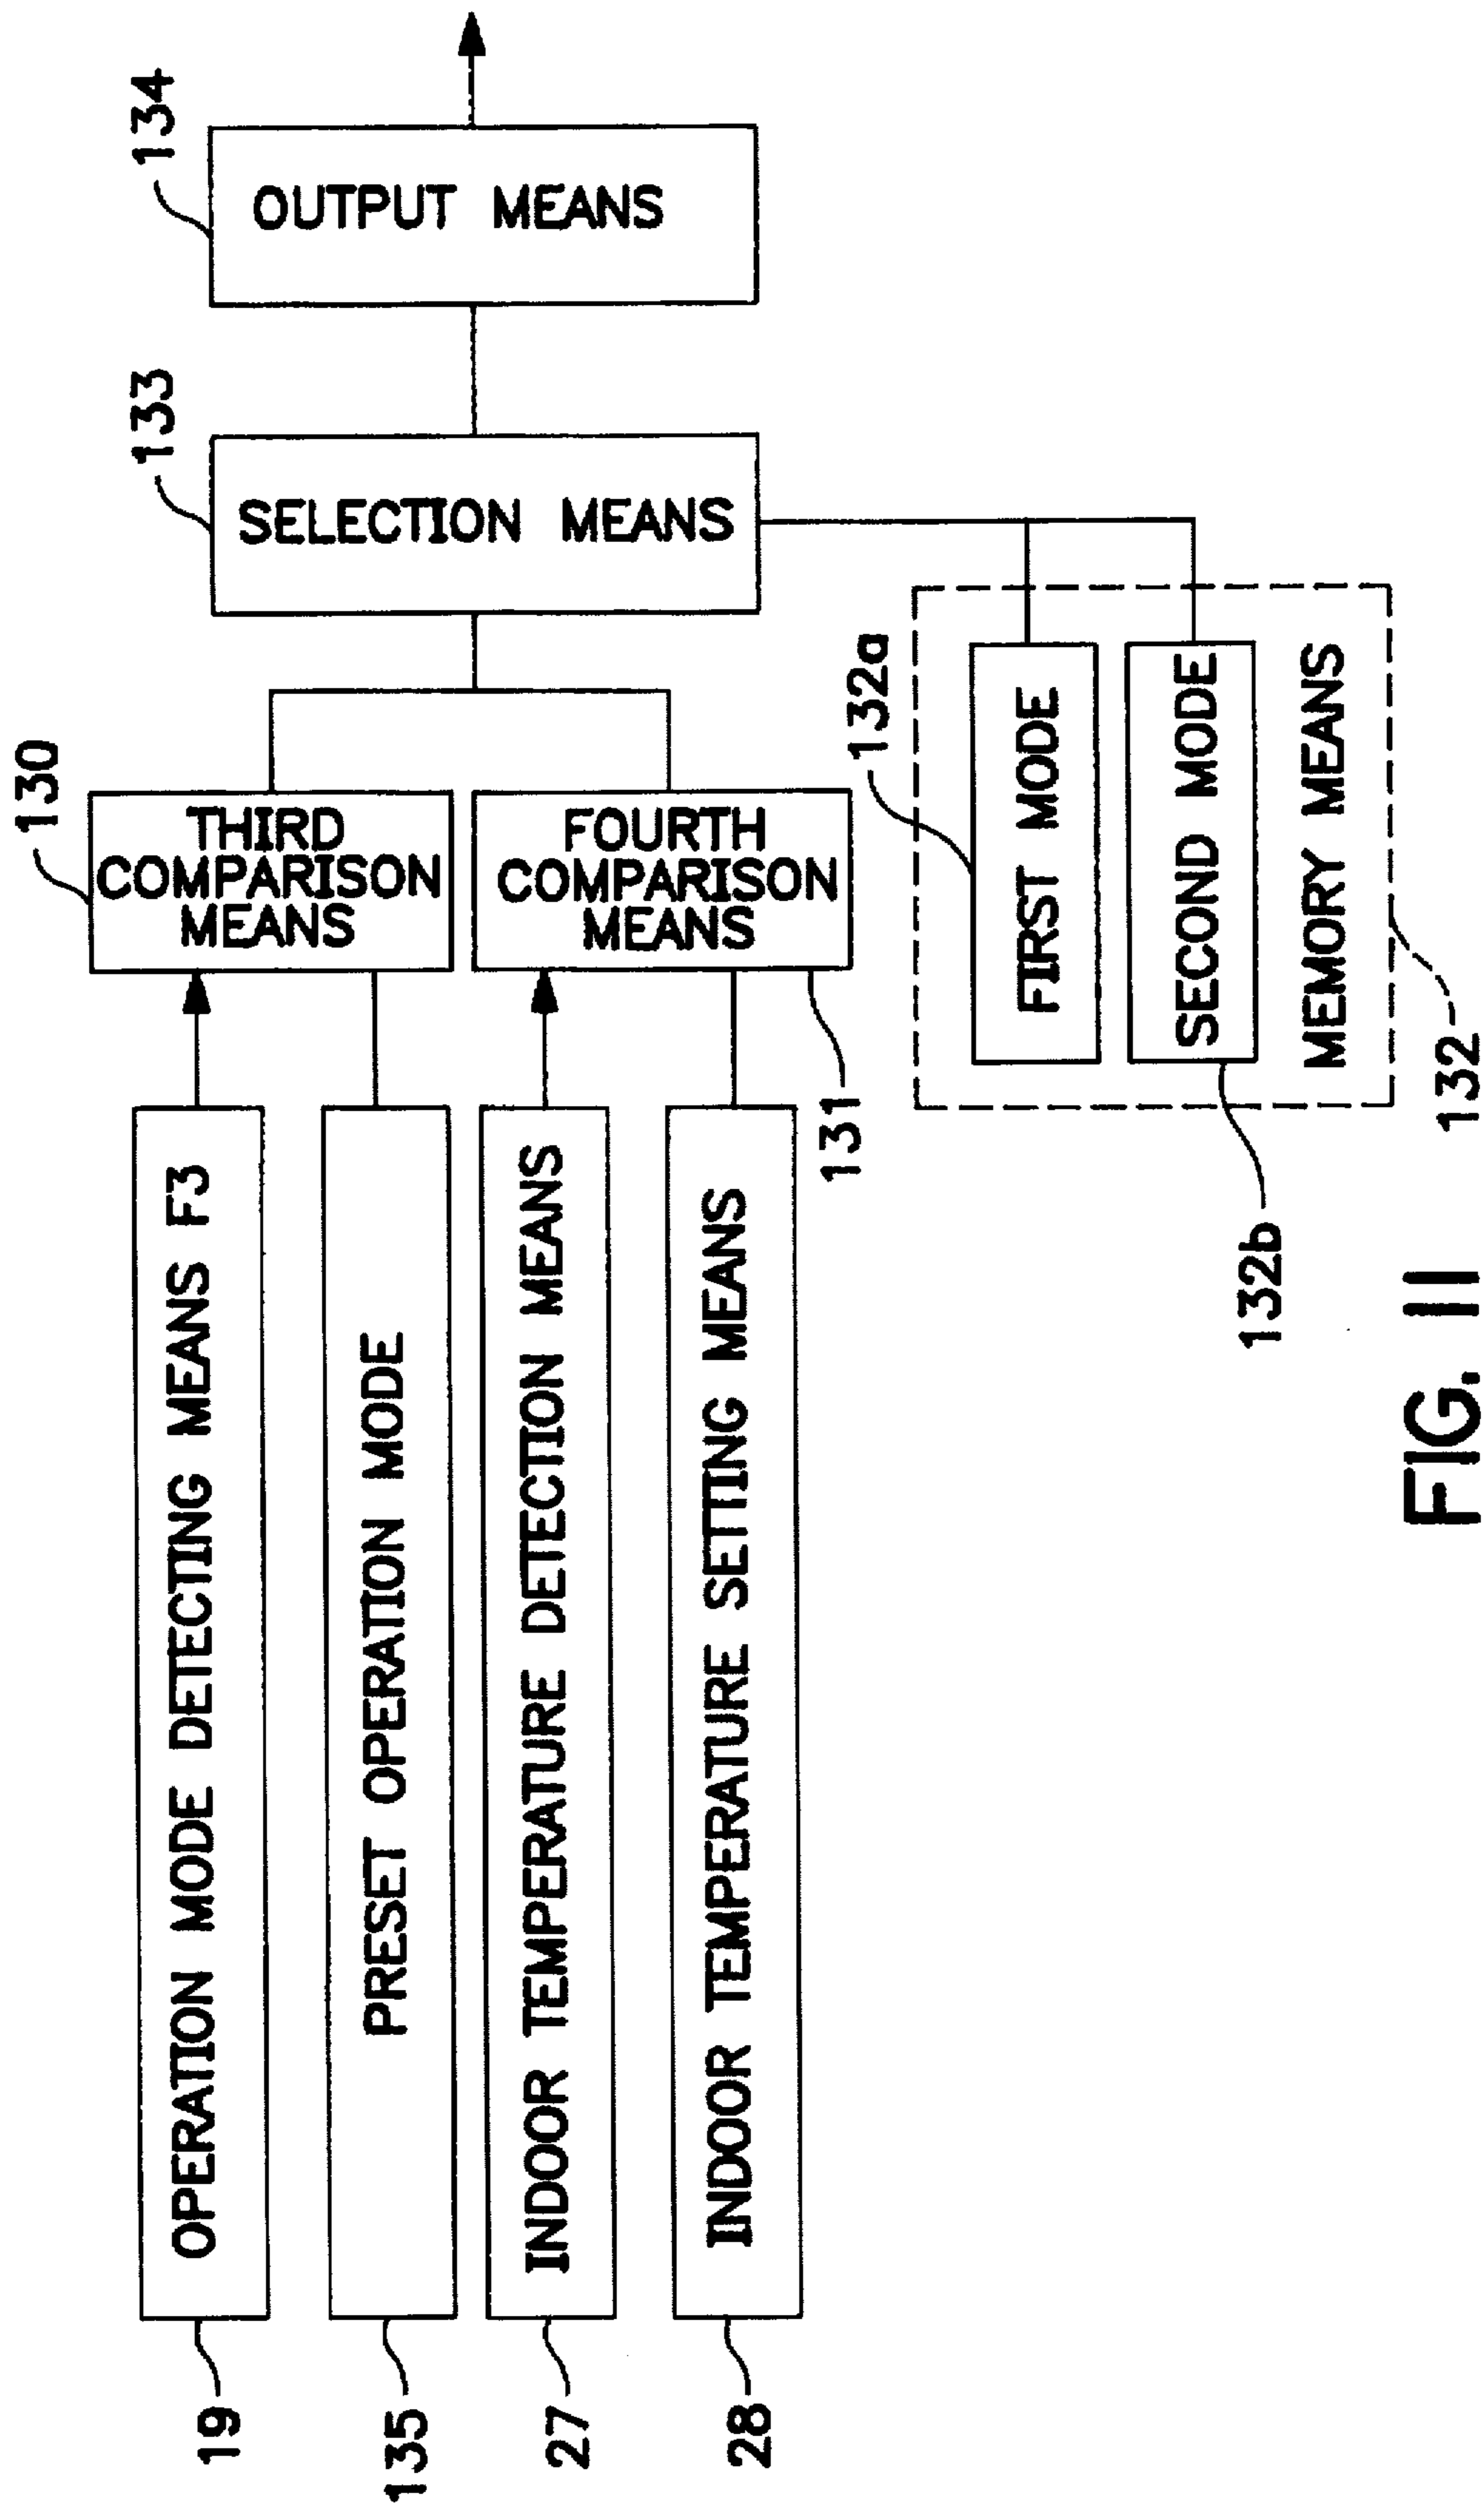 19
OPERATION MODE DETECTING MEANS F3
135
PRESET OPERATION MODE
27
INDOOR TEMPERATURE DETECTION MEANS
28
INDOOR TEMPERATURE SETTING MEANS
130
THIRD
COMPARISON
MEANS
FOURTH
COMPARISON
MEANS
131
133
SELECTION MEANS
134
OUTPUT MEANS
132a
FIRST MODE
SECOND MODE
132b
MEMORY MEANS
132
FIG. 11